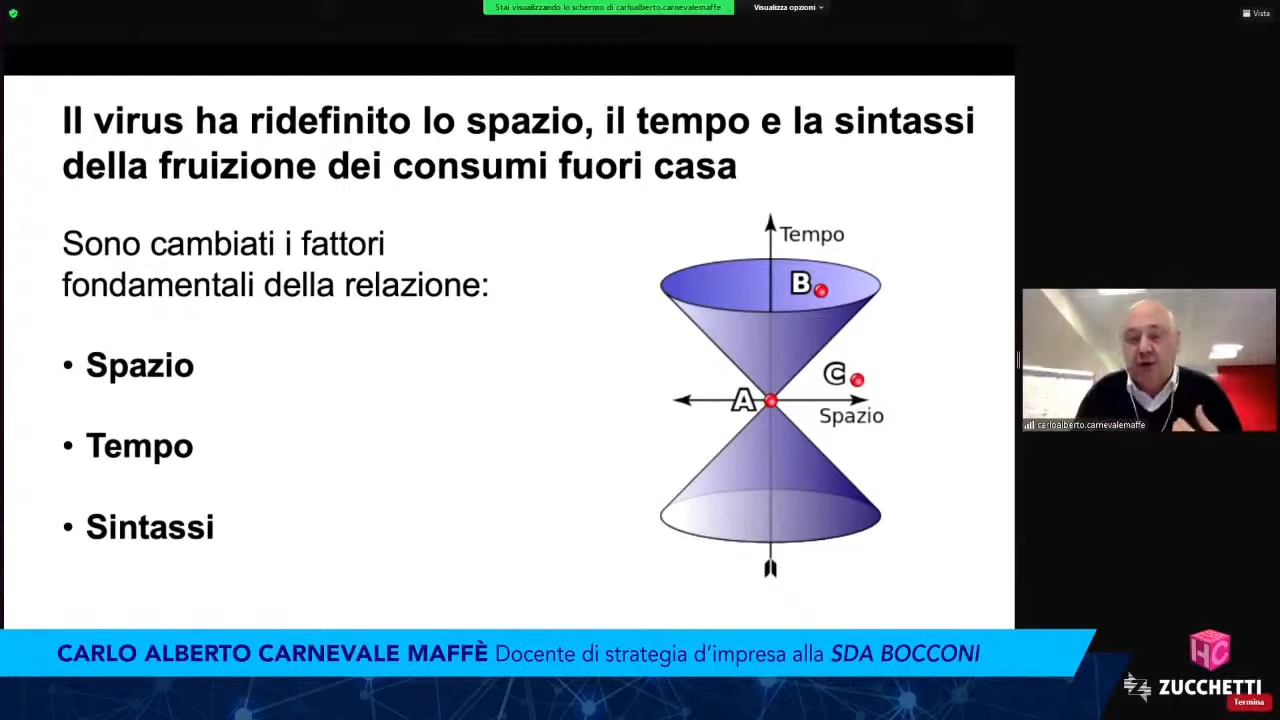 Stai visualizzando lo schermo di carloalberto.carnevalemaffe
Visualizza opzioni
Vista
Il virus ha ridefinito lo spazio, il tempo e la sintassi
della fruizione dei consumi fuori casa
Sono cambiati i fattori
fondamentali della relazione:
• Spazio
• Tempo
• Sintassi
Tempo
B
C
A
Spazio
carloalberto.carnevalemaffe
CARLO ALBERTO CARNEVALE MAFFÈ Docente di strategia d'impresa alla SDA BOCCONI
HC
ZUCCHETTI
Termina